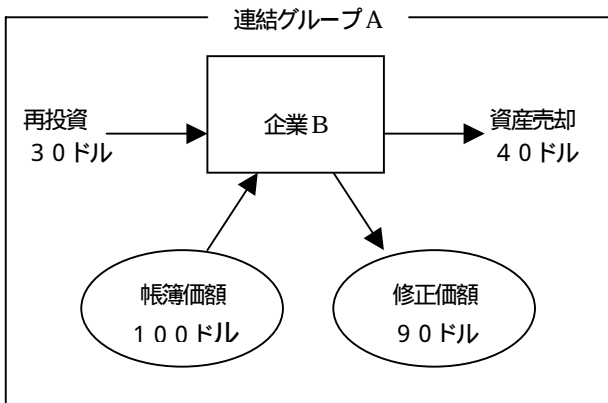 連結グループA
再投資
30ドル
企業B
資産売却
40ドル
帳簿価額
100ドル
修正価額
90ドル